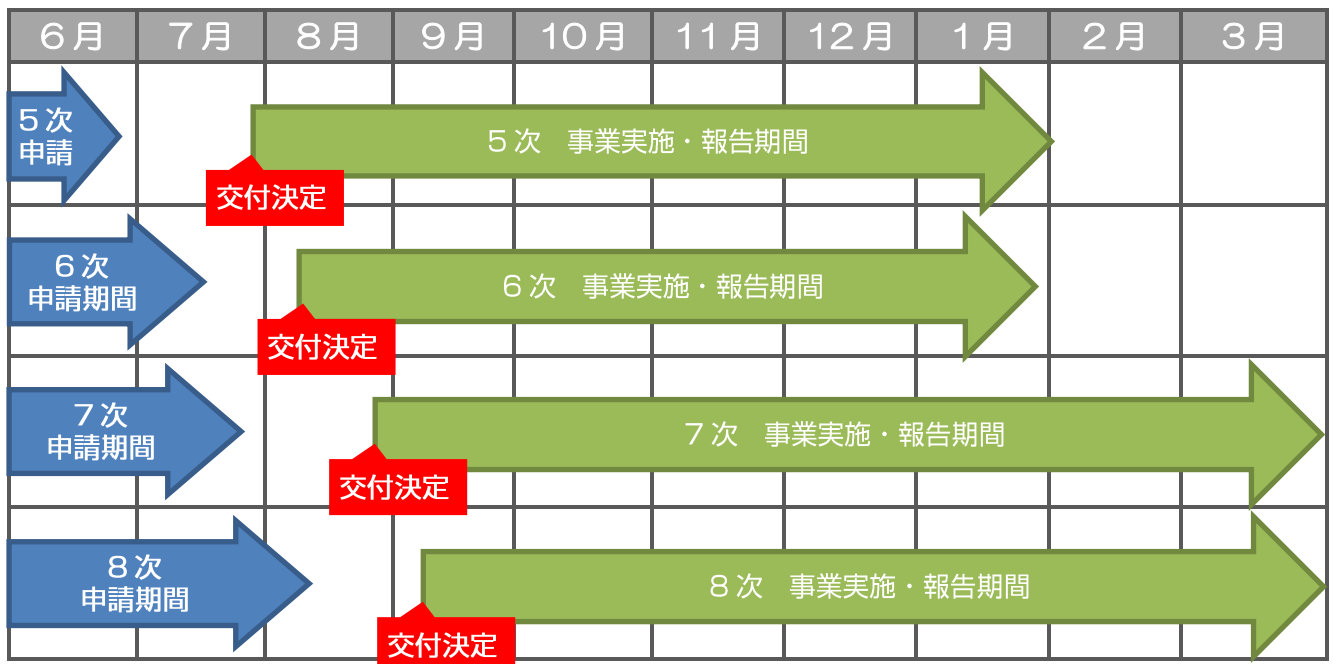 ６月 ７月 ８月 ９月 10月 11月 12月 １月 ２月 ３月
５次
申請
５次　事業実施・報告期間
交付決定
６次
申請期間
６次　事業実施・報告期間
交付決定
７次
申請期間
７次　事業実施・報告期間
交付決定
８次
申請期間
８次　事業実施・報告期間
交付決定